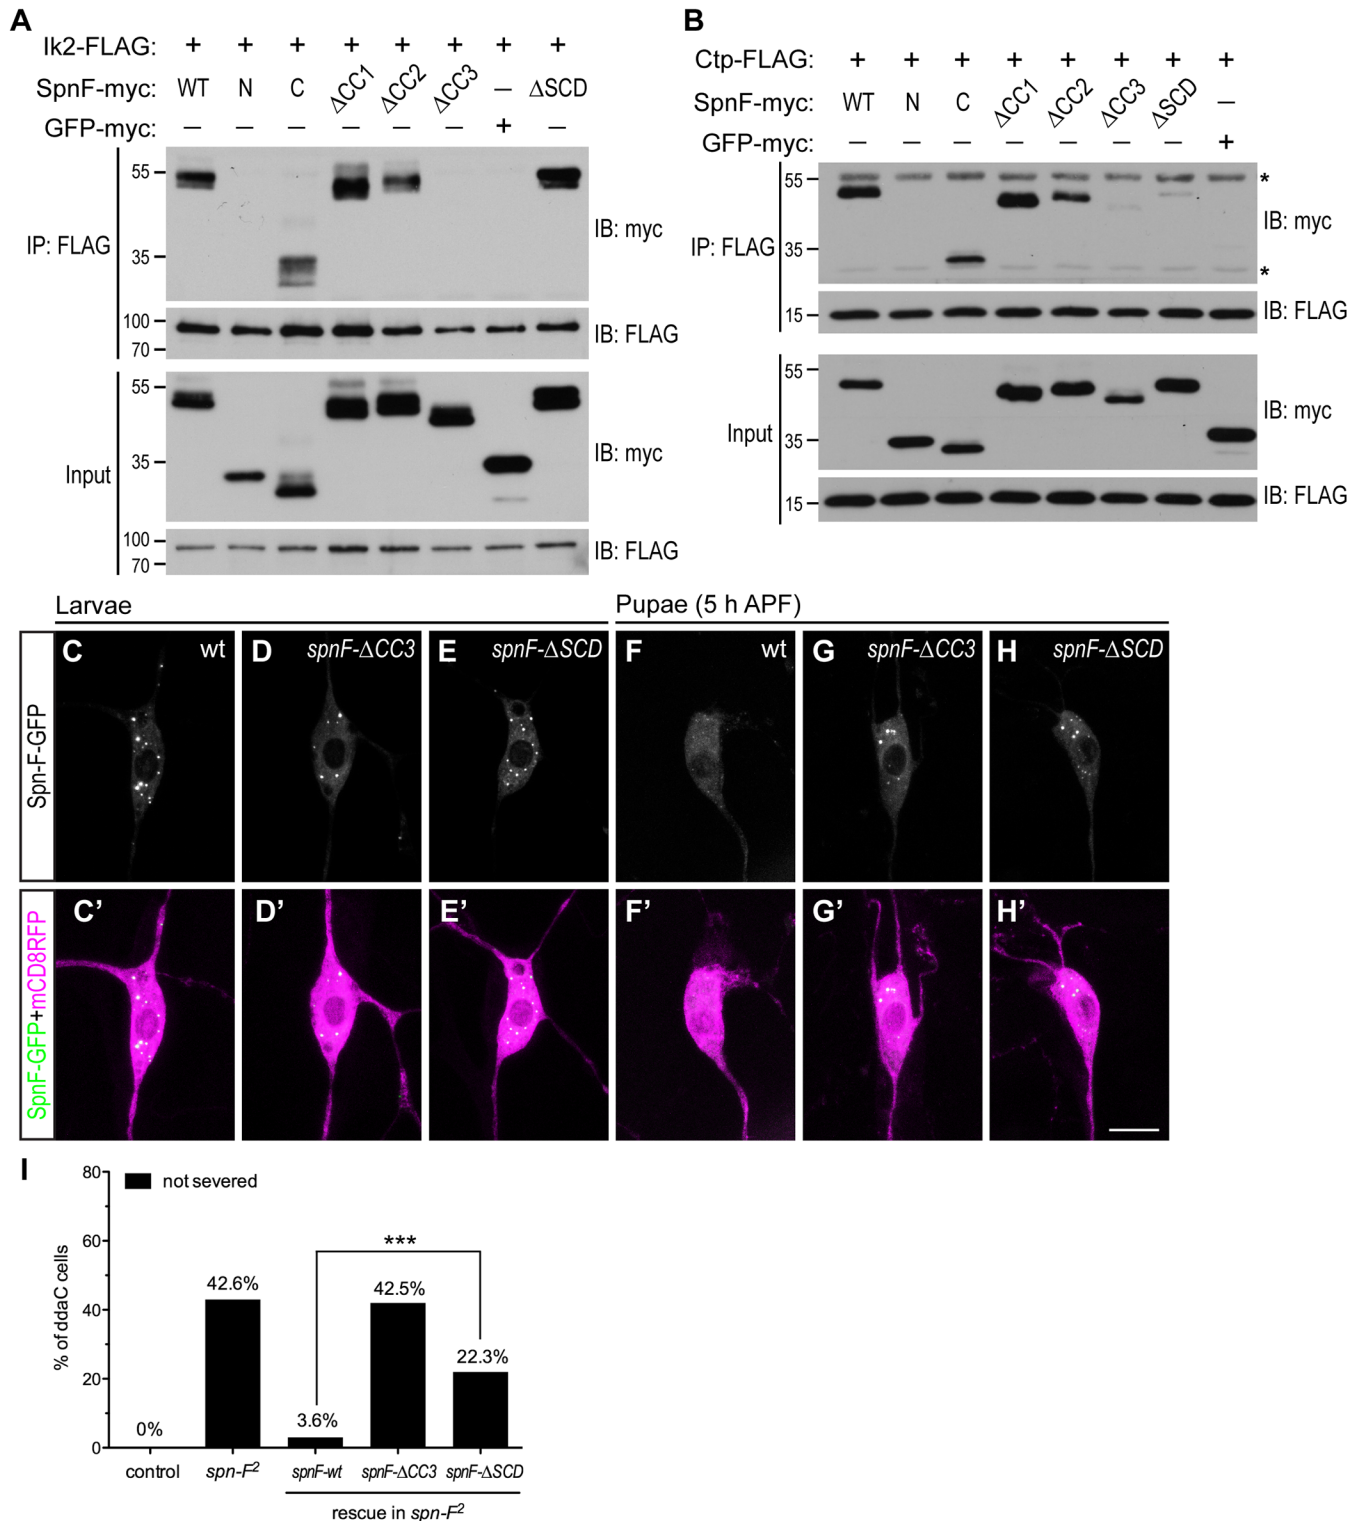 A
Ik2-FLAG: + + + + + + + +
SpnF-myc: WT N C ΔCC1 ΔCC2 ΔCC3 — ΔSCD
GFP-myc: — — — — — — + —
IP: FLAG
55
35
IB: myc
100
70
IB: FLAG
Input
55
35
IB: myc
100
70
IB: FLAG
B
Ctp-FLAG: + + + + + + + +
SpnF-myc: WT N C ΔCC1 ΔCC2 ΔCC3 ΔSCD —
GFP-myc: — — — — — — — +
IP: FLAG
55
35
*
IB: myc
*
15
IB: FLAG
Input
55
35
IB: myc
15
IB: FLAG
Larvae
Pupae (5 h APF)
Spn-F-GFP
C wt
D spnF-ΔCC3
E spnF-ΔSCD
F wt
G spnF-ΔCC3
H spnF-ΔSCD
SpnF-GFP+mCD8RFP
C’
D’
E’
F’
G’
H’
I
not severed
% of ddaC cells
80
60
40
20
0
0%
42.6%
3.6%
42.5%
22.3%
***
control
spn-F2
spnF-wt
spnF-ΔCC3
spnF-ΔSCD
rescue in spn-F2